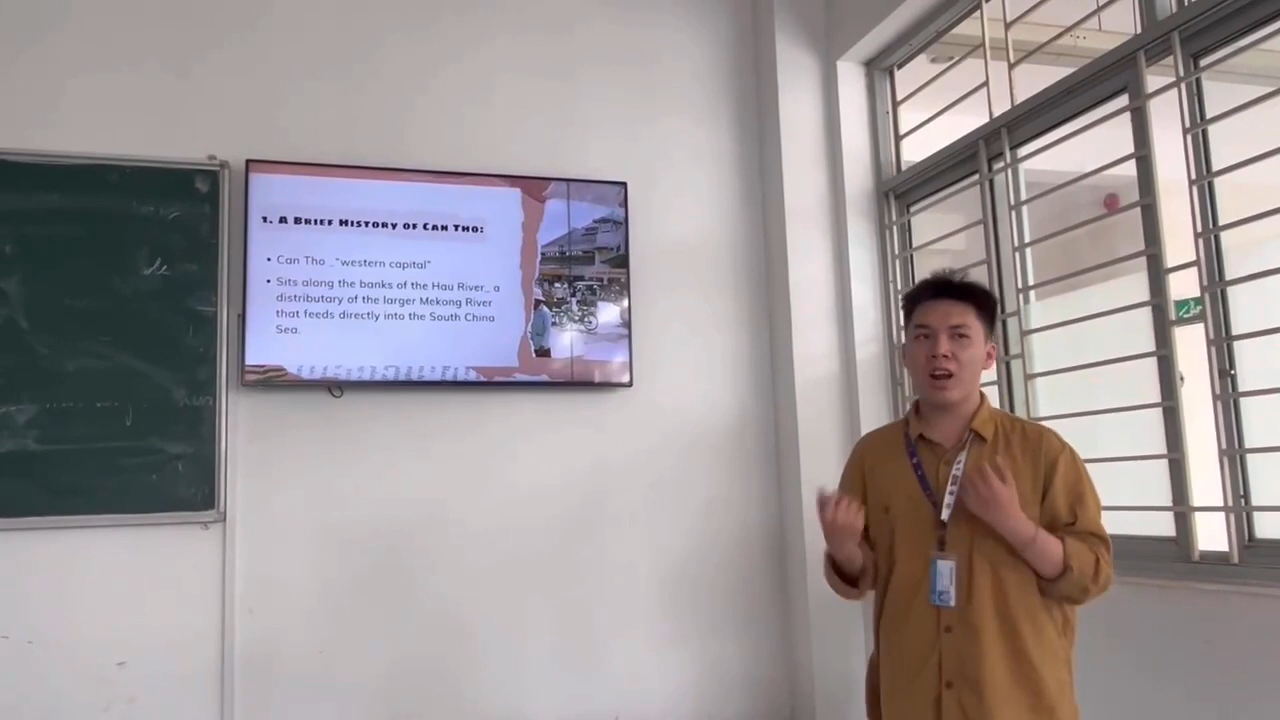 1. A Brief History of Can Tho:
• Can Tho _"western capital"
• Sits along the banks of the Hau River_ a
distributary of the larger Mekong River
that feeds directly into the South China
Sea.